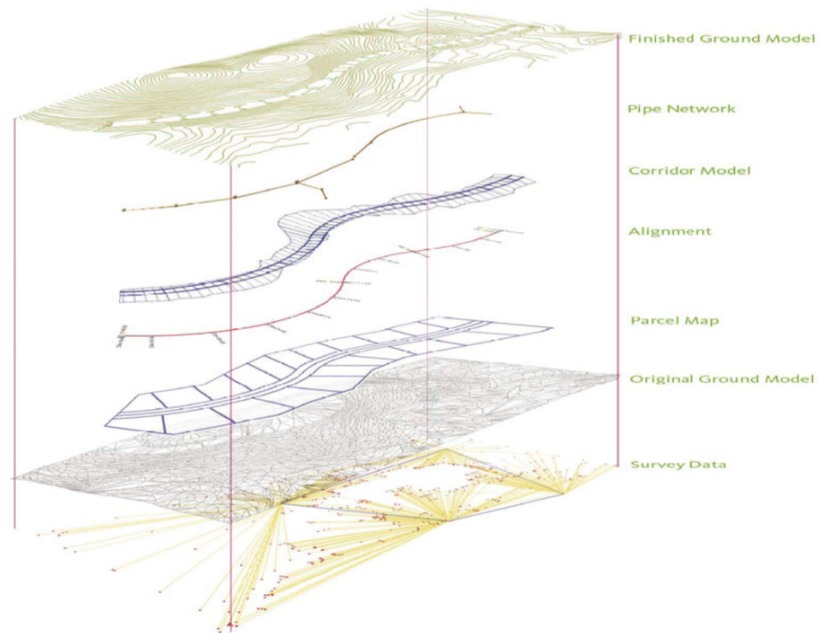 Finished Ground Model
Pipe Network
Corridor Model
Alignment
Parcel Map
Original Ground Model
Survey Data